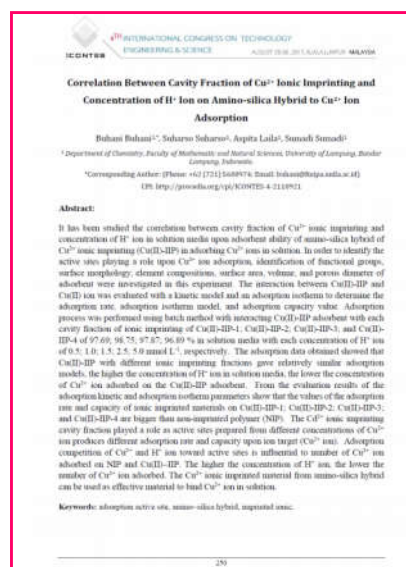 4TH INTERNATIONAL CONGRESS ON TECHNOLOGY
ENGINEERING & SCIENCE
ICONTES
KUALA LUMPUR MALAYSIA
Correlation Between Cavity Fraction of Cu²⁺ Ionic Imprinting and
Concentration of H⁺ Ion on Amino-silica Hybrid to Cu²⁺ Ion
Adsorption
Buhani Buhani¹*, Suharso Suharso¹, Aspita Laila¹, Sumadi Sumadi¹
¹ Department of Chemistry, Faculty of Mathematic and Natural Sciences, University of Lampung, Bandar
Lampung, Indonesia
*Corresponding Author: (Phone: Email:
Abstract:
It has been studied the correlation between cavity fraction of Cu²⁺ ionic imprinting and
concentration of H⁺ ion in solution media upon adsorbent ability of amino-silica hybrid of
Cu²⁺ ionic imprinting (Cu(II)-IIP) in adsorbing Cu²⁺ ions in solution. In order to identify the
active sites playing a role upon Cu²⁺ ion adsorption, identification of functional groups,
surface morphology, element compositions, surface area, volume, and porous diameter of
adsorbent were investigated in this experiment. The interaction between Cu(II)-IIP and
Cu(II) ion was evaluated with a kinetic model and an adsorption isotherm to determine the
adsorption rate, adsorption isotherm model, and adsorption capacity value. Adsorption
process was performed using batch method with interacting Cu(II)-IIP adsorbent with each
cavity fraction of ionic imprinting of Cu(II)-IIP-1; Cu(II)-IIP-2; Cu(II)-IIP-3; and Cu(II)-
IIP-4 of 97.69; 98.75; 97.87; 96.89 % in solution media with each concentration of H⁺ ion
of 0.5; 1.0; 1.5; 2.5; 5.0 mmol L⁻¹, respectively. The adsorption data obtained showed that
Cu(II)-IIP with different ionic imprinting fractions gave relatively similar adsorption
models, the higher the concentration of H⁺ ion in solution media, the lower the concentration
of Cu²⁺ ion adsorbed on the Cu(II)-IIP adsorbent. From the evaluation results of the
adsorption kinetic and adsorption isotherm parameters show that the values of the adsorption
rate and capacity of ionic imprinted materials on Cu(II)-IIP-1; Cu(II)-IIP-2; Cu(II)-IIP-3;
and Cu(II)-IIP-4 are bigger than non-imprinted polymer (NIP). The Cd²⁺ ionic imprinting
cavity fraction played a role as active sites prepared from different concentrations of Cu²⁺
ion produces different adsorption rate and capacity upon ion target (Cu²⁺ ion). Adsorption
competition of Cu²⁺ and H⁺ ion toward active sites is influential to number of Cu²⁺ ion
adsorbed on NIP and Cu(II)–IIP. The higher the concentration of H⁺ ion, the lower the
number of Cu²⁺ ion adsorbed. The Cu²⁺ ionic imprinted material from amino-silica hybrid
can be used as effective material to bind Cu²⁺ ion in solution.
Keywords: adsorption active site, amino-silica hybrid, imprinted ionic.
250